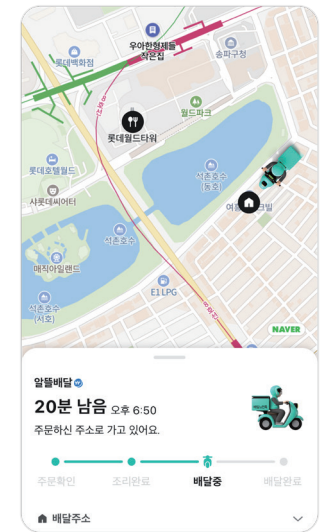 우아한형제들
작은집
롯데백화점
송파구청
월드파크
롯데월드타워
롯데호텔월드
석촌호수
(동호)
샤롯데씨어터
석촌호수
매직아일랜드
E1LPG
석촌호수
(서호)
NAVER
알뜰배달
20분 남음 오후 6:50
주문하신 주소로 가고 있어요.
주문확인 조리완료 배달중 배달완료
배달주소